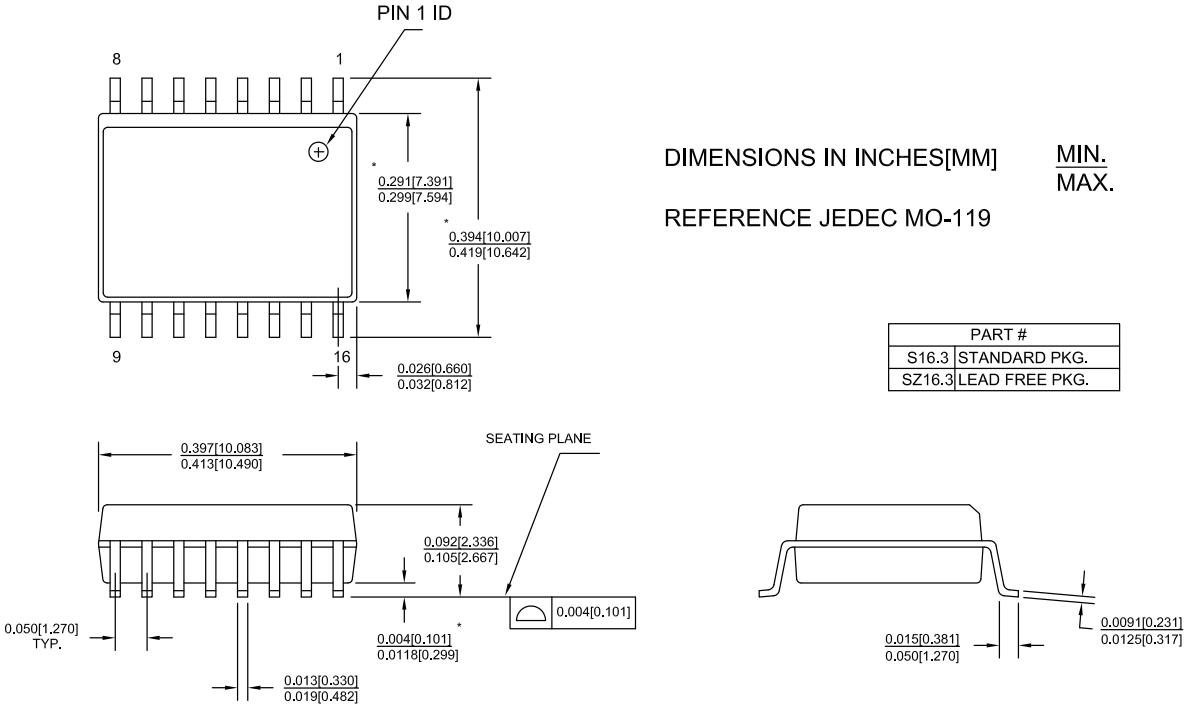 PIN 1 ID
8
1
*
0.291[7.391]
0.299[7.594]
*
0.394[10.007]
0.419[10.642]
DIMENSIONS IN INCHES[MM]
MIN.
MAX.
REFERENCE JEDEC MO-119
9
16
0.026[0.660]
0.032[0.812]
PART #
S16.3 STANDARD PKG.
SZ16.3 LEAD FREE PKG.
0.397[10.083]
0.413[10.490]
SEATING PLANE
0.092[2.336]
0.105[2.667]
0.004[0.101]
0.050[1.270]
TYP.
*
0.004[0.101]
0.0118[0.299]
0.013[0.330]
0.019[0.482]
0.015[0.381]
0.050[1.270]
0.0091[0.231]
0.0125[0.317]